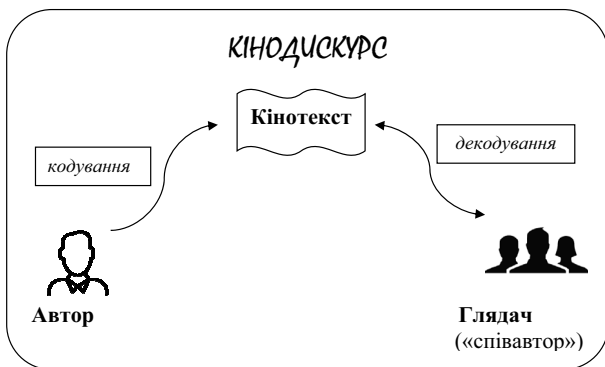 КІНОДИСКУРС
Кінотекст
кодування
декодування
Автор
Глядач
(«співавтор»)